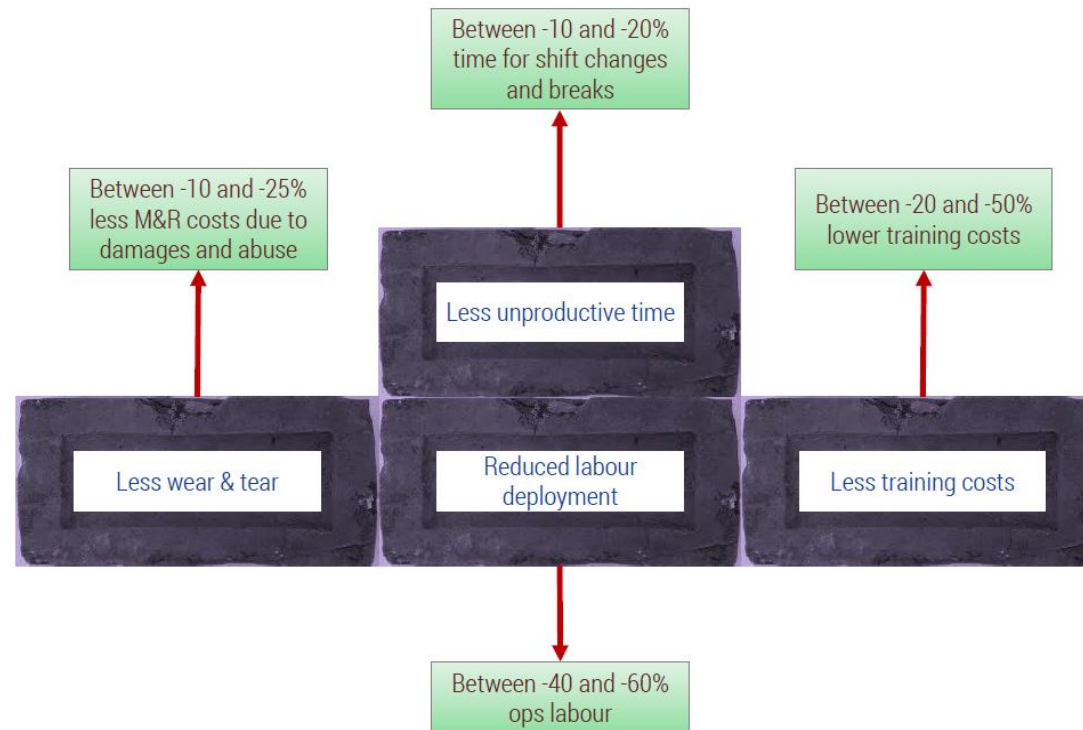 Between -10 and -20%
time for shift changes
and breaks
Between -10 and -25%
less M&R costs due to
damages and abuse
Between -20 and -50%
lower training costs
Less unproductive time
Less wear & tear
Reduced labour
deployment
Less training costs
Between -40 and -60%
ops labour